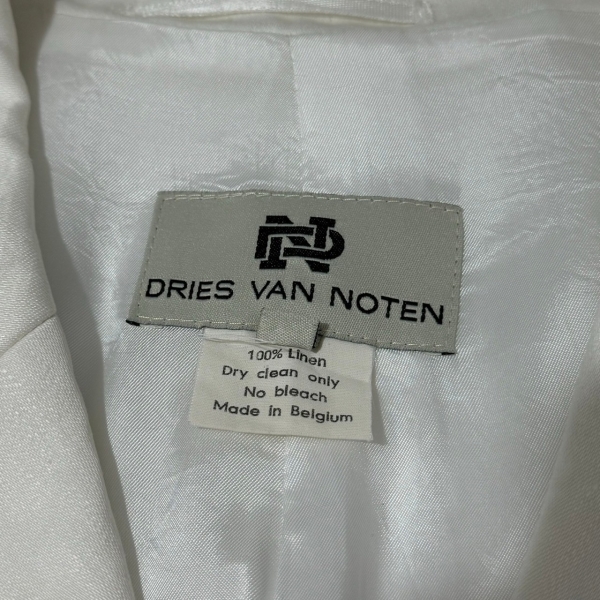 DRIES VAN NOTEN
100% Linen
Dry clean only
No bleach
Made in Belgium